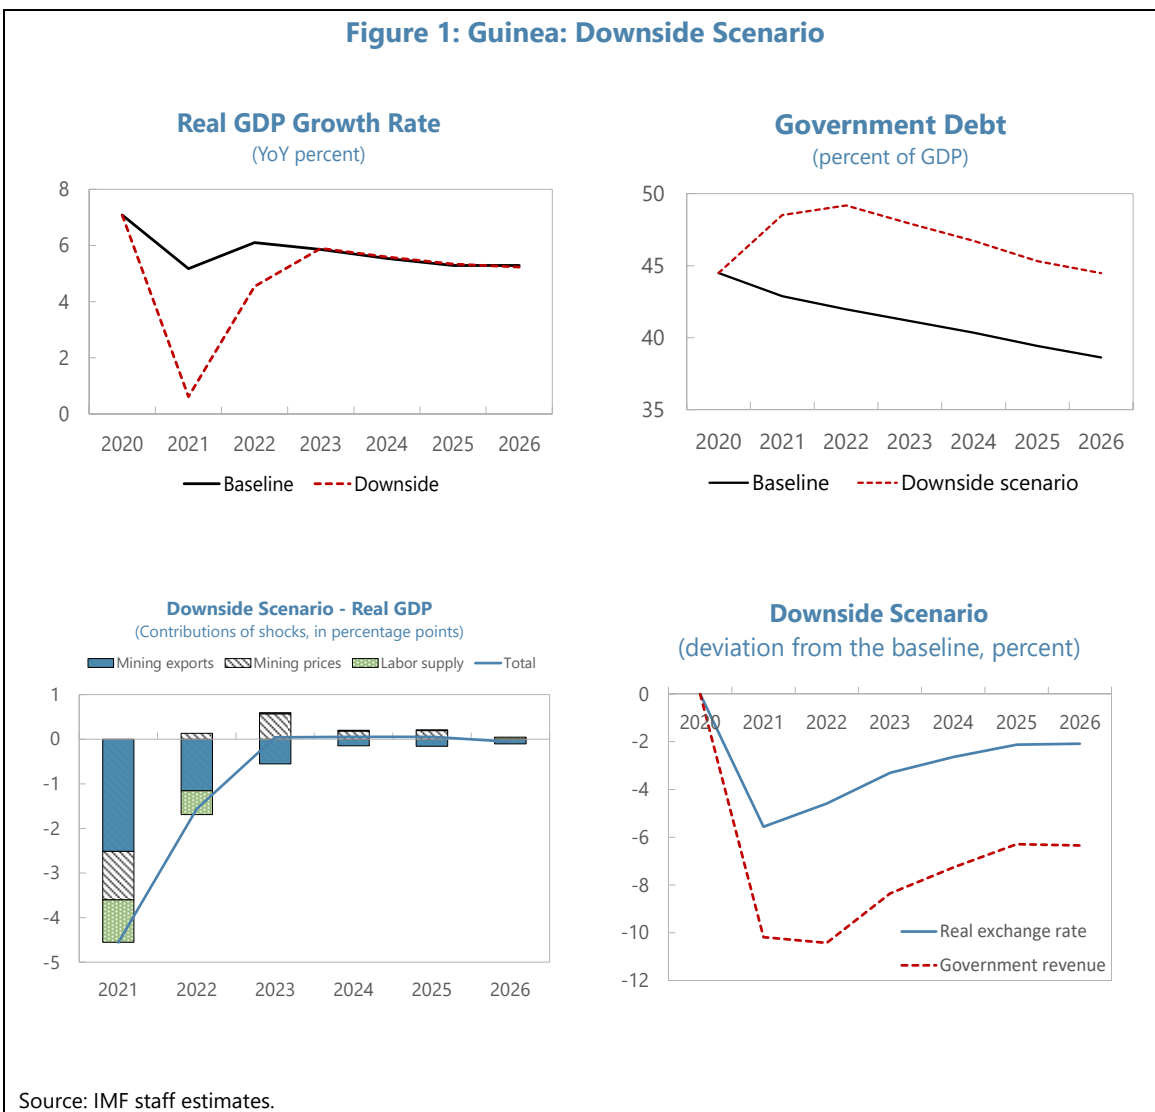 Figure 1: Guinea: Downside Scenario
Real GDP Growth Rate
(YoY percent)
8
6
4
2
0
2020 2021 2022 2023 2024 2025 2026
Baseline Downside
Government Debt
(percent of GDP)
50
45
40
35
2020 2021 2022 2023 2024 2025 2026
Baseline Downside scenario
Downside Scenario - Real GDP
(Contributions of shocks, in percentage points)
Mining exports Mining prices Labor supply Total
1
0
-1
-2
-3
-4
-5
2021 2022 2023 2024 2025 2026
Downside Scenario
(deviation from the baseline, percent)
0
2020 2021 2022 2023 2024 2025 2026
-2
-4
-6
-8
-10
-12
Real exchange rate
Government revenue
Source: IMF staff estimates.